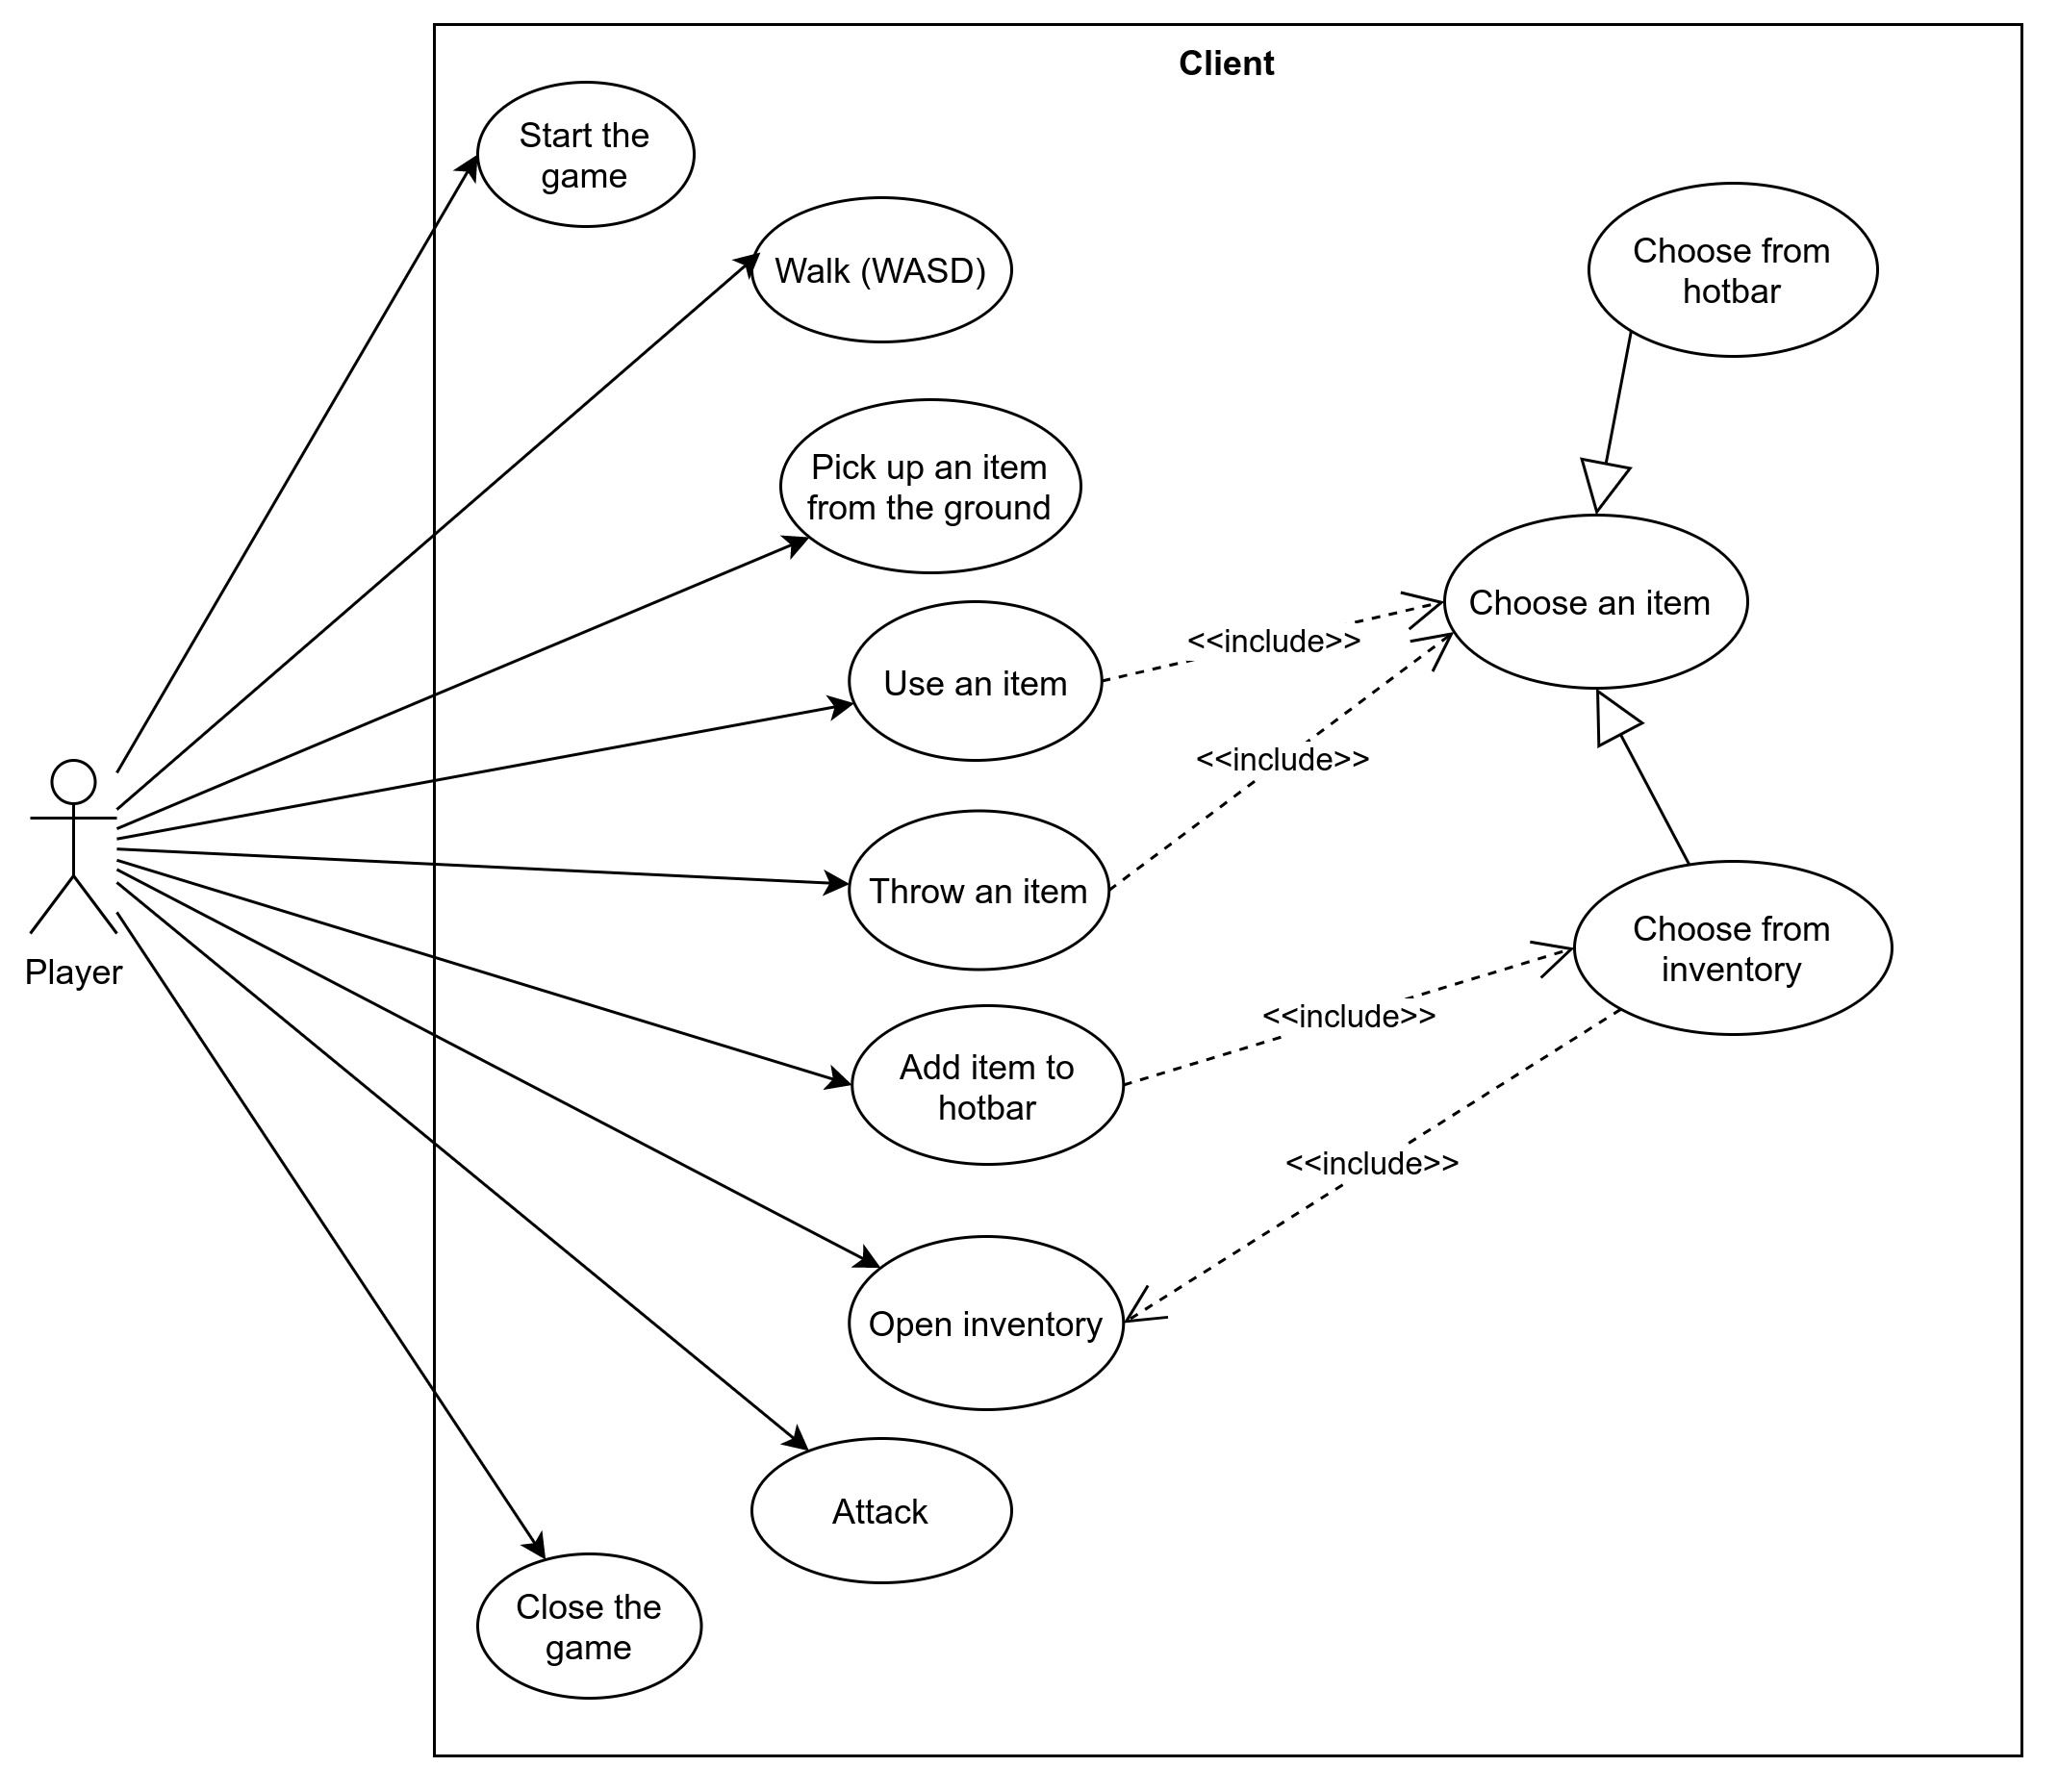 Client
Start the
game
Walk (WASD)
Choose from
hotbar
Pick up an item
from the ground
Choose an item
<<include>>
Use an item
<<include>>
Throw an item
Player
Choose from
inventory
<<include>>
Add item to
hotbar
<<include>>
Open inventory
Attack
Close the
game